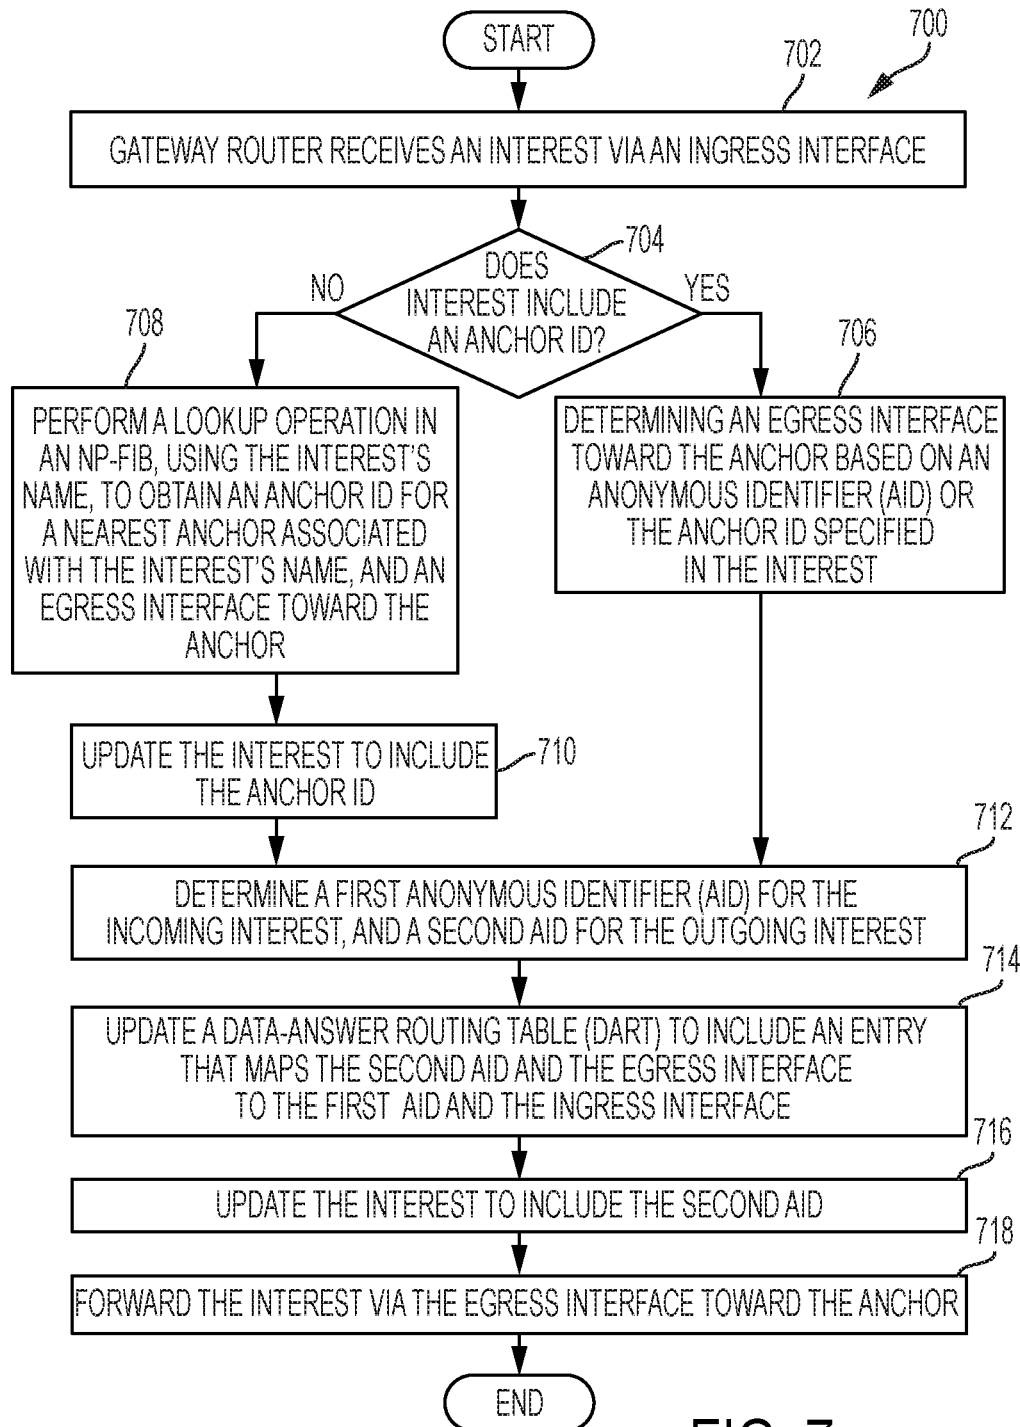 START
700
702
GATEWAY ROUTER RECEIVES AN INTEREST VIA AN INGRESS INTERFACE
704
DOES
INTEREST INCLUDE
AN ANCHOR ID?
NO
YES
708
PERFORM A LOOKUP OPERATION IN
AN NP-FIB, USING THE INTEREST'S
NAME, TO OBTAIN AN ANCHOR ID FOR
A NEAREST ANCHOR ASSOCIATED
WITH THE INTEREST'S NAME, AND AN
EGRESS INTERFACE TOWARD THE
ANCHOR
706
DETERMINING AN EGRESS INTERFACE
TOWARD THE ANCHOR BASED ON AN
ANONYMOUS IDENTIFIER (AID) OR
THE ANCHOR ID SPECIFIED
IN THE INTEREST
UPDATE THE INTEREST TO INCLUDE
THE ANCHOR ID
710
712
DETERMINE A FIRST ANONYMOUS IDENTIFIER (AID) FOR THE
INCOMING INTEREST, AND A SECOND AID FOR THE OUTGOING INTEREST
714
UPDATE A DATA-ANSWER ROUTING TABLE (DART) TO INCLUDE AN ENTRY
THAT MAPS THE SECOND AID AND THE EGRESS INTERFACE
TO THE FIRST AID AND THE INGRESS INTERFACE
716
UPDATE THE INTEREST TO INCLUDE THE SECOND AID
718
FORWARD THE INTEREST VIA THE EGRESS INTERFACE TOWARD THE ANCHOR
END
FIG. 7